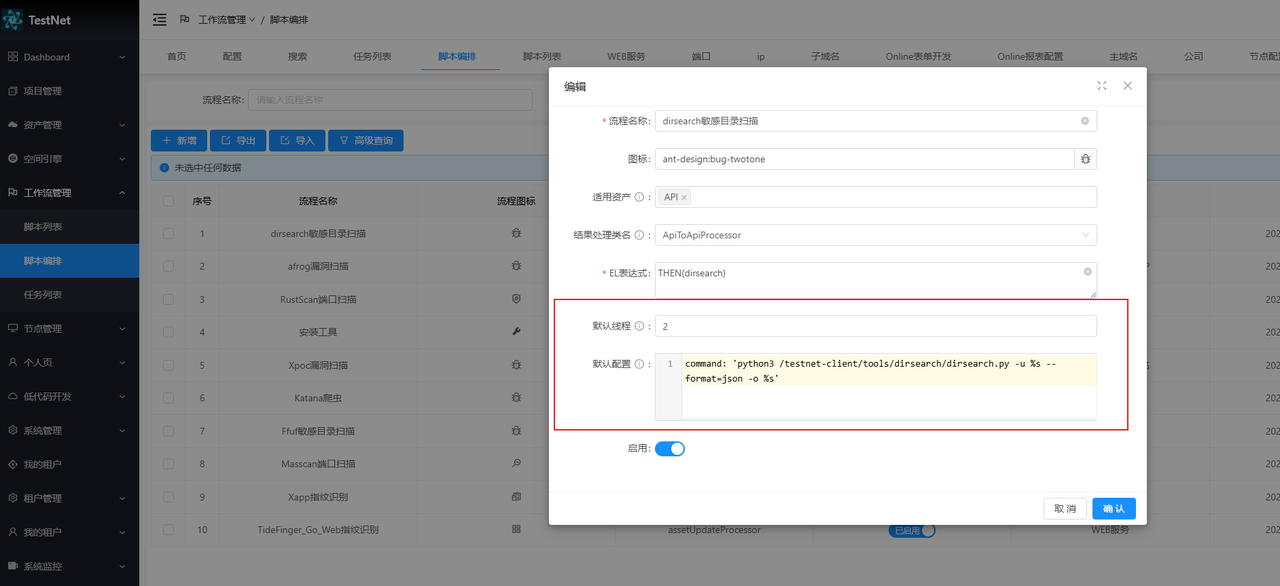 TestNet
工作流管理 / 脚本编排
Dashboard
项目管理
资产管理
空间引擎
工作流管理
脚本列表
脚本编排
任务列表
节点管理
个人页
低代码开发
系统管理
我的租户
租户管理
我的租户
系统监控
首页 配置 搜索 任务列表 脚本编排 脚本列表 WEB服务 端口 ip 子域名 Online表单开发 Online报表配置 主域名 公司
流程名称: 请输入流程名称
新增 导出 导入 高级查询
未选中任何数据
序号 流程名称 流程图标
1 dirsearch敏感目录扫描
2 afrog漏洞扫描
3 RustScan端口扫描
4 安装工具
5 Xpoc漏洞扫描
6 Katana爬虫
7 Ffuf敏感目录扫描
8 Masscan端口扫描
9 Xapp指纹识别
10 TideFinger_Go_Web指纹识别 assetUpdateProcessor 已启用 WEB服务
编辑
* 流程名称: dirsearch敏感目录扫描
图标: ant-design:bug-twotone
适用资产 : API
结果处理类名 : ApiToApiProcessor
* EL表达式: THEN(dirsearch)
默认线程 : 2
默认配置 : 1 command: 'python3 /testnet-client/tools/dirsearch/dirsearch.py -u %s --
format=json -o %s'
启用:
取 消 确 认